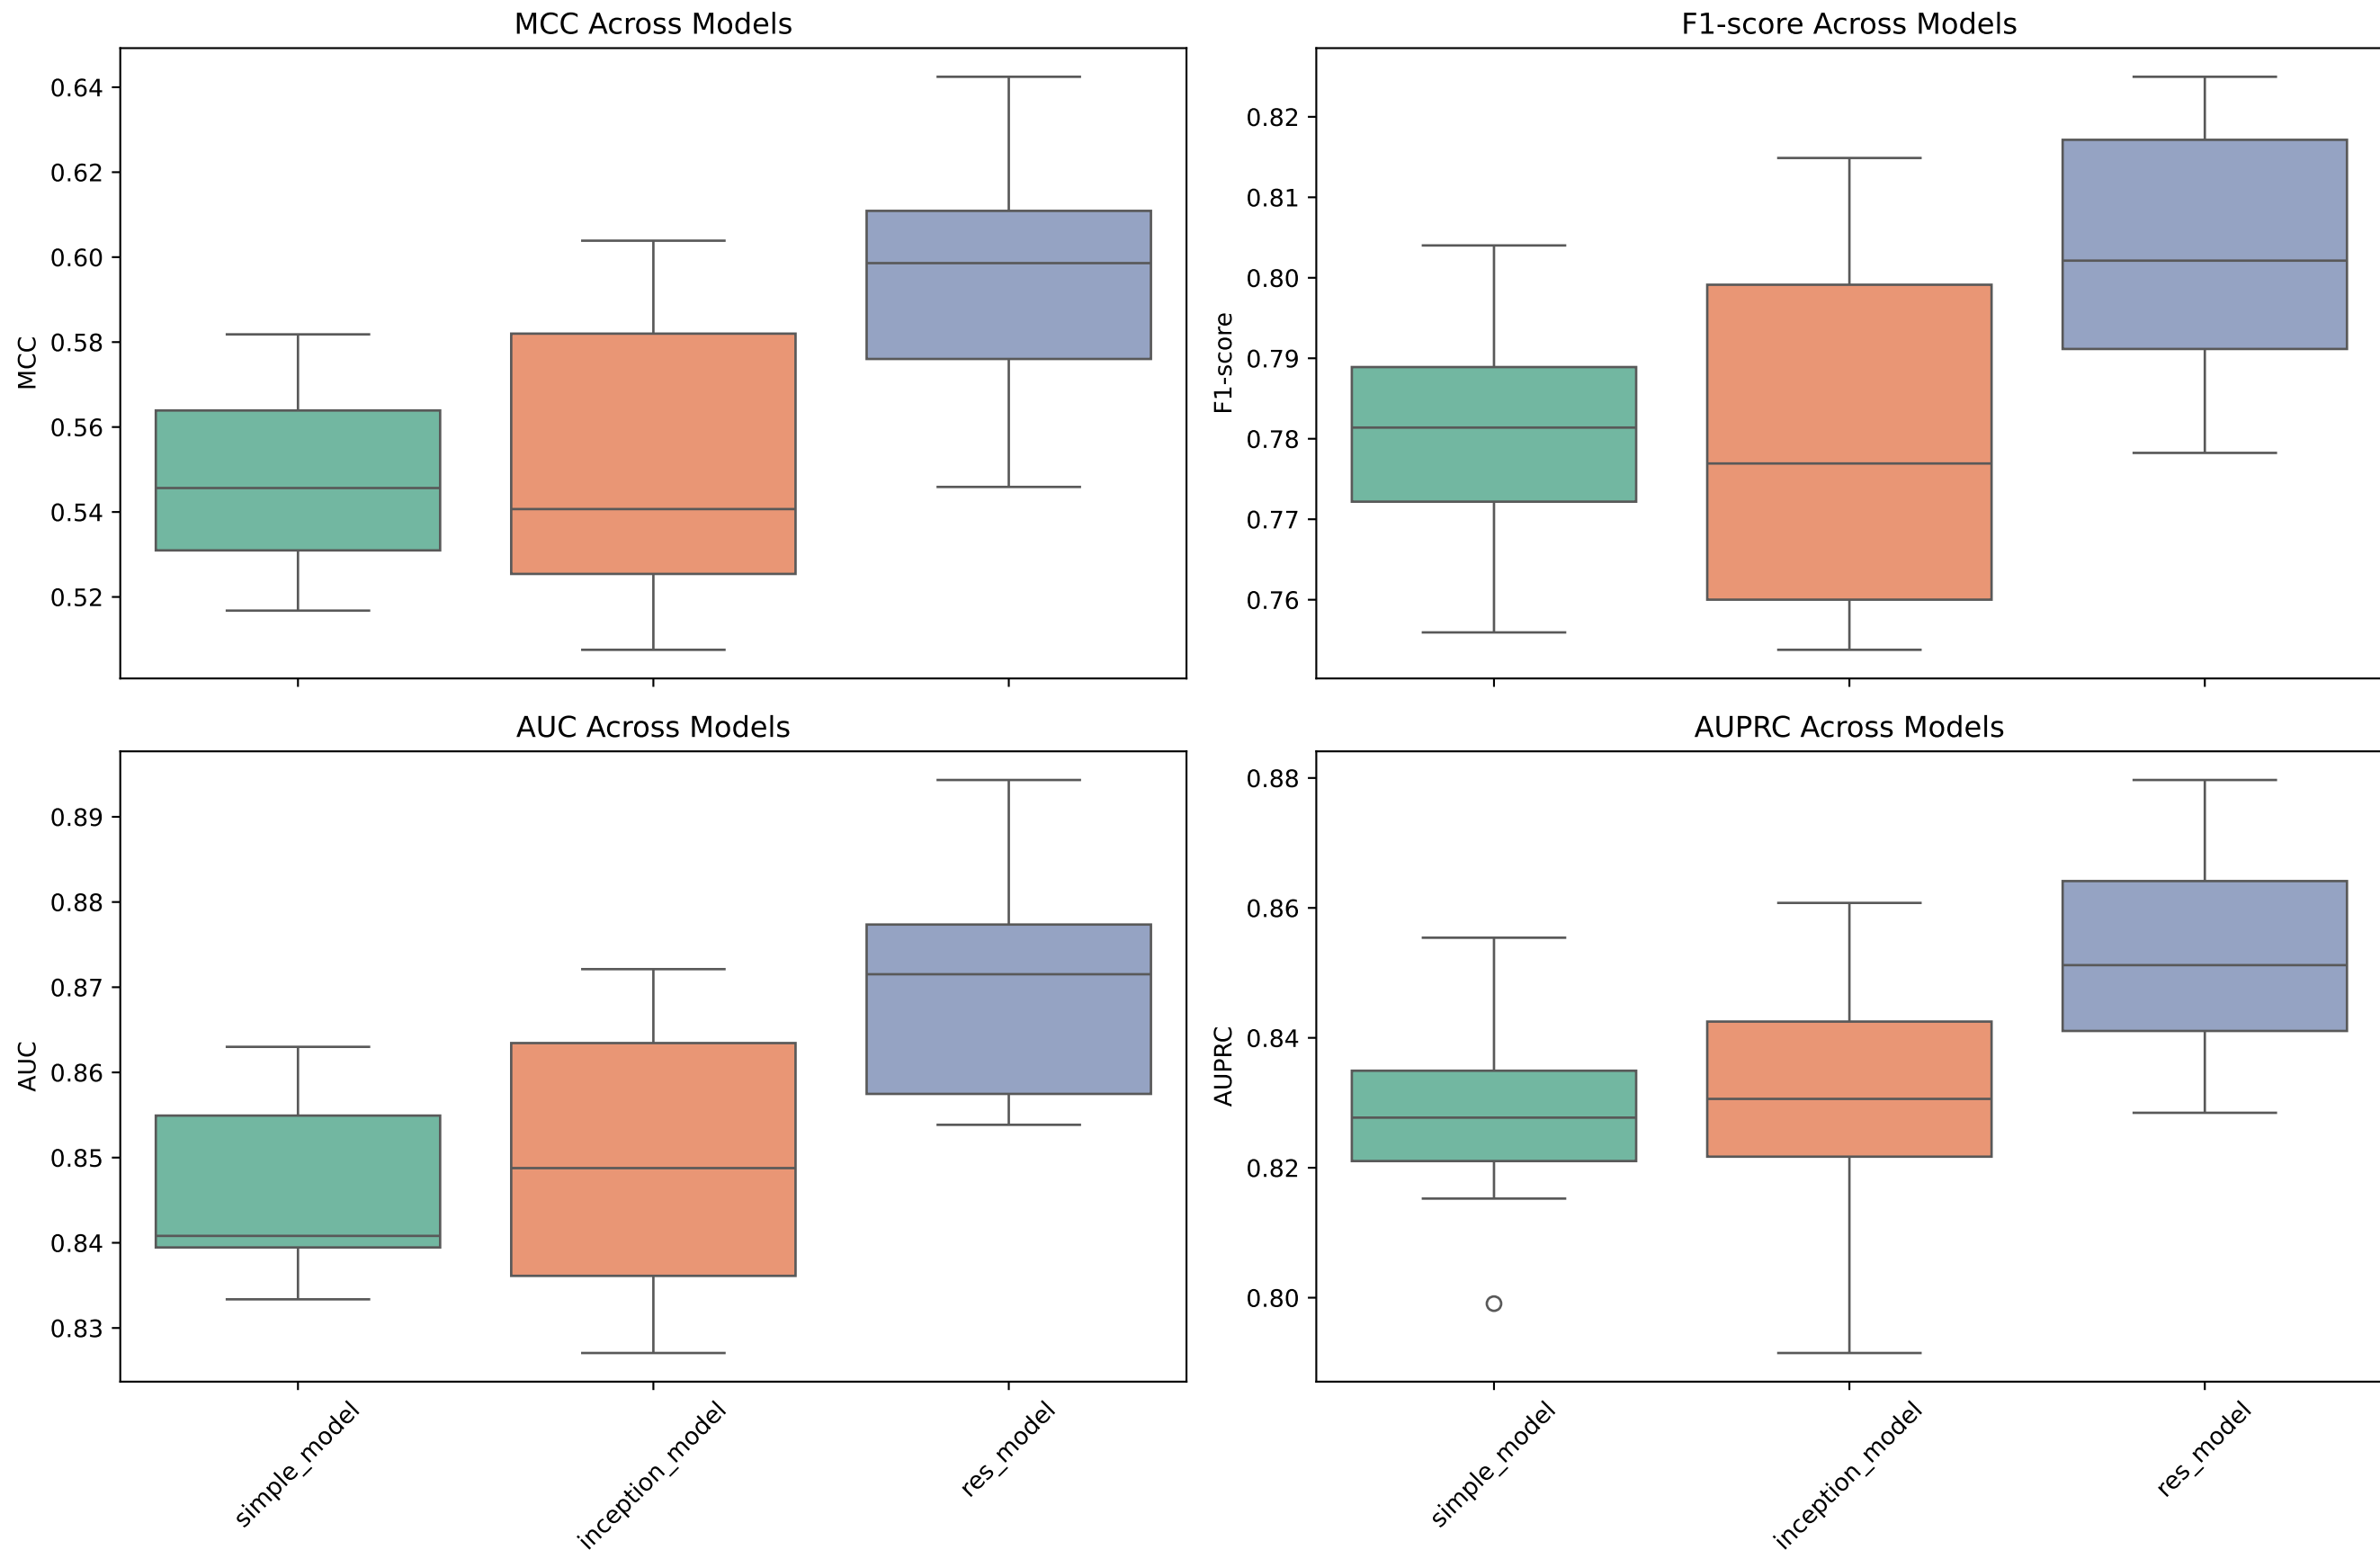 MCC Across Models
MCC
0.64
0.62
0.60
0.58
0.56
0.54
0.52
F1-score Across Models
F1-score
0.82
0.81
0.80
0.79
0.78
0.77
0.76
AUC Across Models
AUC
0.89
0.88
0.87
0.86
0.85
0.84
0.83
simple_model
inception_model
res_model
AUPRC Across Models
AUPRC
0.88
0.86
0.84
0.82
0.80
simple_model
inception_model
res_model